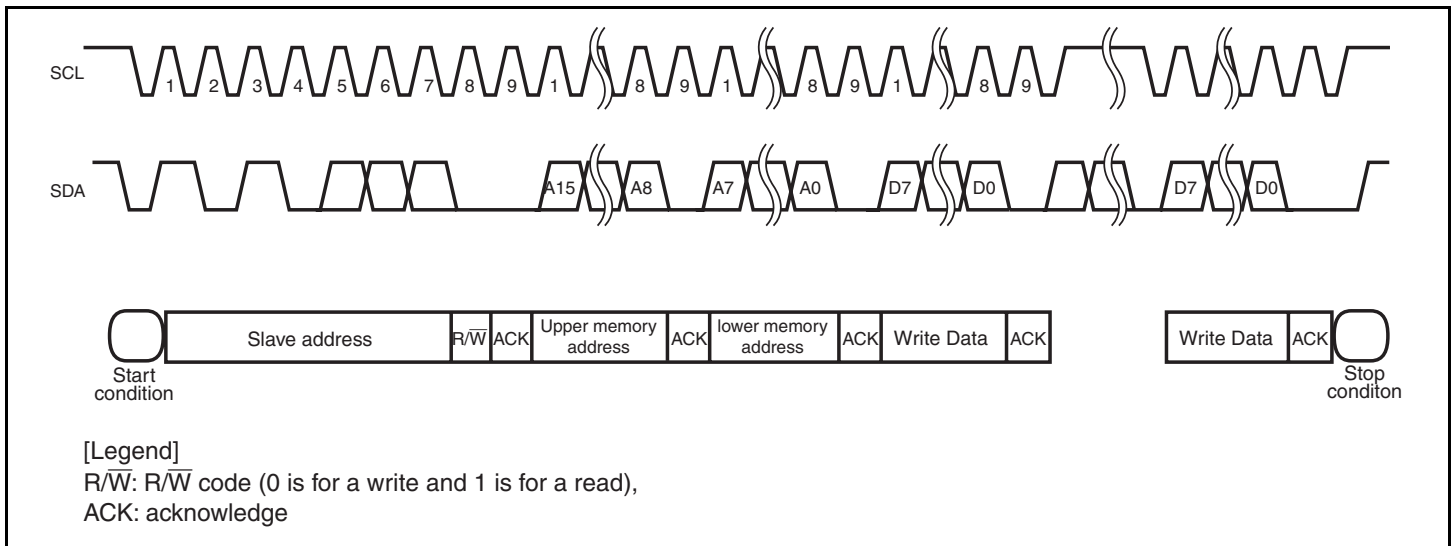 SCL
1 2 3 4 5 6 7 8 9 1 8 9 1 8 9 1 8 9
SDA
A15 A8 A7 A0 D7 D0 D7 D0
Slave address R/W̅ ACK Upper memory address ACK lower memory address ACK Write Data ACK Write Data ACK
Start condition
Stop conditon
[Legend]
R/W̅: R/W̅ code (0 is for a write and 1 is for a read),
ACK: acknowledge